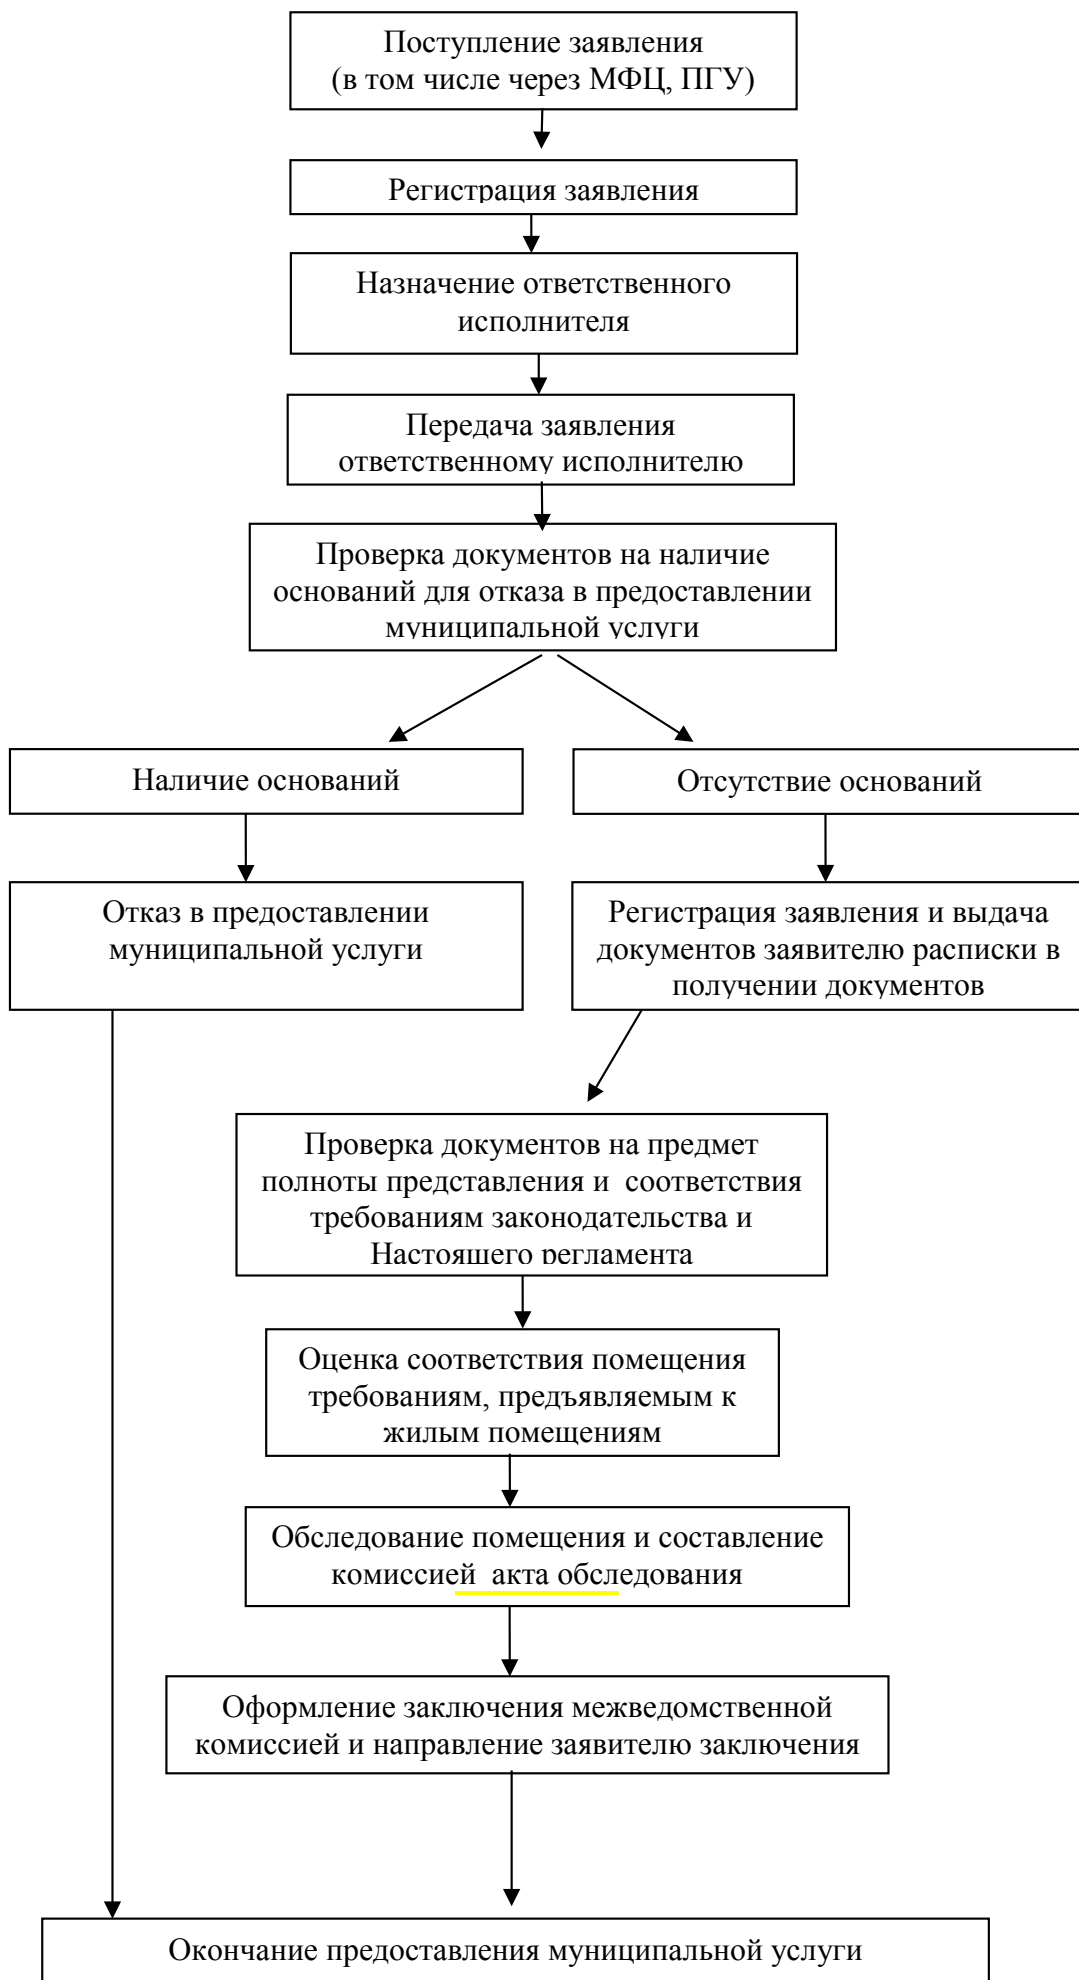 Поступление заявления
(в том числе через МФЦ, ПГУ)
Регистрация заявления
Назначение ответственного
исполнителя
Передача заявления
ответственному исполнителю
Проверка документов на наличие
оснований для отказа в предоставлении
муниципальной услуги
Наличие оснований
Отсутствие оснований
Отказ в предоставлении
муниципальной услуги
Регистрация заявления и выдача
документов заявителю расписки в
получении документов
Проверка документов на предмет
полноты представления и  соответствия
требованиям законодательства и
Настоящего регламента
Оценка соответствия помещения
требованиям, предъявляемым к
жилым помещениям
Обследование помещения и составление
комиссией  акта обследования
Оформление заключения межведомственной
комиссией и направление заявителю заключения
Окончание предоставления муниципальной услуги